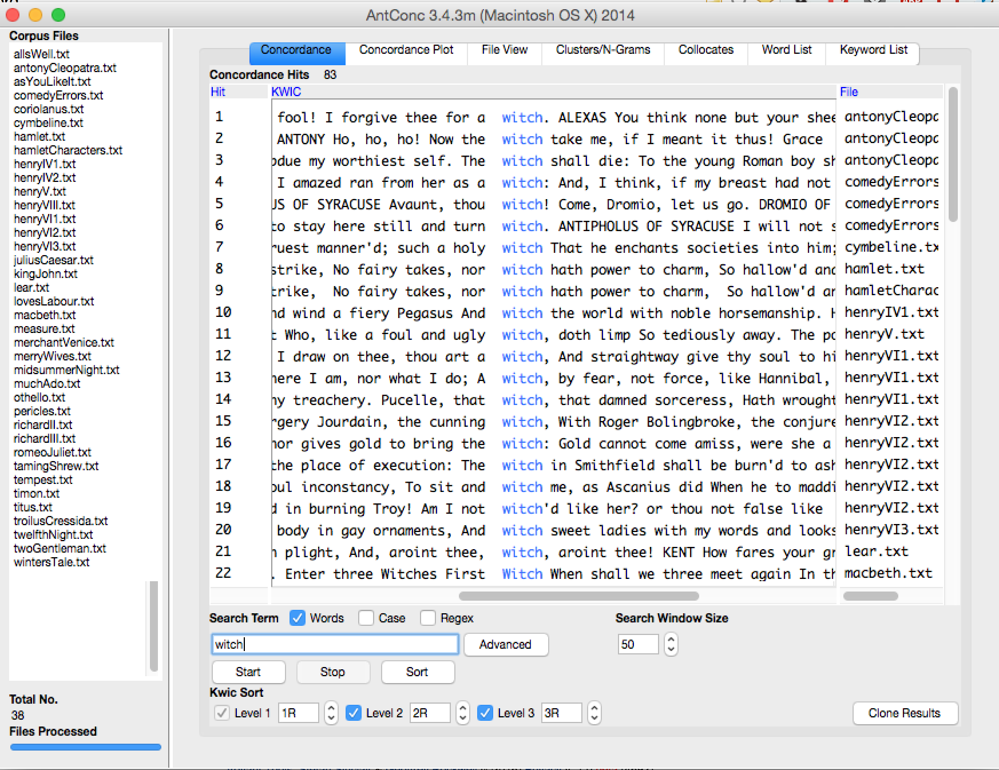 AntConc 3.4.3m (Macintosh OS X) 2014
Corpus Files
allsWell.txt
antonyCleopatra.txt
asYouLikeIt.txt
comedyErrors.txt
coriolanus.txt
cymbeline.txt
hamlet.txt
hamletCharacters.txt
henryIV1.txt
henryIV2.txt
henryV.txt
henryVIII.txt
henryVI1.txt
henryVI2.txt
henryVI3.txt
juliusCaesar.txt
kingJohn.txt
lear.txt
lovesLabour.txt
macbeth.txt
measure.txt
merchantVenice.txt
merryWives.txt
midsummerNight.txt
muchAdo.txt
othello.txt
pericles.txt
richardII.txt
richardIII.txt
romeoJuliet.txt
tamingShrew.txt
tempest.txt
timon.txt
titus.txt
troilusCressida.txt
twelfthNight.txt
twoGentleman.txt
wintersTale.txt
Total No.
38
Files Processed
Concordance Concordance Plot File View Clusters/N-Grams Collocates Word List Keyword List
Concordance Hits 83
Hit KWIC File
1 fool! I forgive thee for a witch. ALEXAS You think none but your shee antonyCleopa
2 ANTONY Ho, ho, ho! Now the witch take me, if I meant it thus! Grace antonyCleopa
3 odue my worthiest self. The witch shall die: To the young Roman boy sh antonyCleopa
4 I amazed ran from her as a witch: And, I think, if my breast had not comedyErrors
5 US OF SYRACUSE Avaunt, thou witch! Come, Dromio, let us go. DROMIO OF comedyErrors
6 to stay here still and turn witch. ANTIPHOLUS OF SYRACUSE I will not s comedyErrors
7 ruest manner'd; such a holy witch That he enchants societies into him; cymbeline.tx
8 strike, No fairy takes, nor witch hath power to charm, So hallow'd and hamlet.txt
9 trike, No fairy takes, nor witch hath power to charm, So hallow'd ar hamletCharac
10 nd wind a fiery Pegasus And witch the world with noble horsemanship. H henryIV1.txt
11 t Who, like a foul and ugly witch, doth limp So tediously away. The po henryV.txt
12 I draw on thee, thou art a witch, And straightway give thy soul to hi henryVI1.txt
13 here I am, nor what I do; A witch, by fear, not force, like Hannibal, henryVI1.txt
14 ny treachery. Pucelle, that witch, that damned sorceress, Hath wrought henryVI1.txt
15 rgery Jourdain, the cunning witch, With Roger Bolingbroke, the conjure henryVI2.txt
16 nor gives gold to bring the witch: Gold cannot come amiss, were she a henryVI2.txt
17 the place of execution: The witch in Smithfield shall be burn'd to ash henryVI2.txt
18 oul inconstancy, To sit and witch me, as Ascanius did When he to maddi henryVI2.txt
19 d in burning Troy! Am I not witch'd like her? or thou not false like henryVI2.txt
20 body in gay ornaments, And witch sweet ladies with my words and looks henryVI3.txt
21 n plight, And, aroint thee, witch, aroint thee! KENT How fares your gr lear.txt
22 . Enter three Witches First Witch When shall we three meet again In th macbeth.txt
Search Term Words Case Regex Search Window Size
witch Advanced 50
Start Stop Sort
Kwic Sort
Level 1 1R Level 2 2R Level 3 3R Clone Results